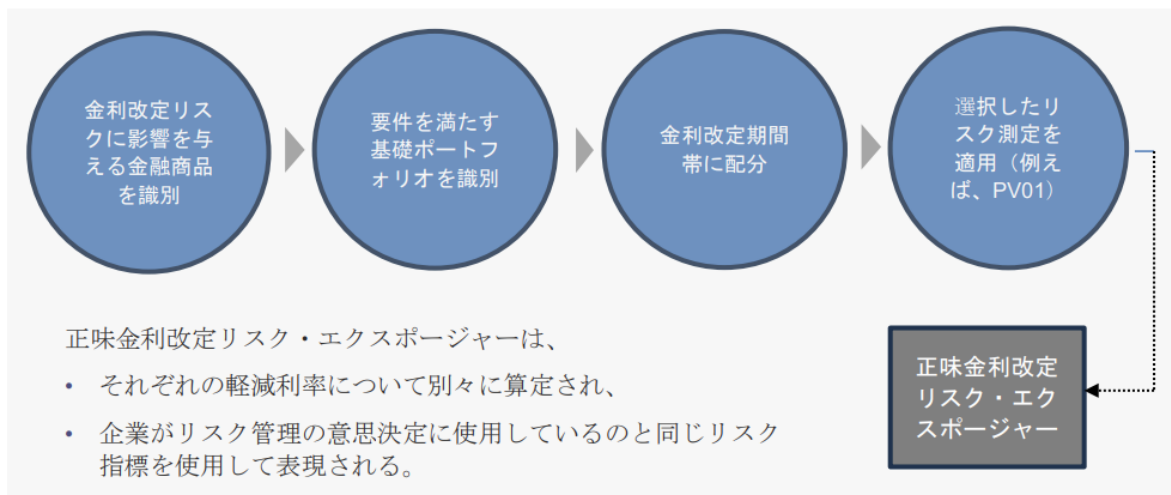 金利改定リス
クに影響を与
える金融商品
を識別
要件を満たす
基礎ポートフ
ォリオを識別
金利改定期間
帯に配分
選択したリ
スク測定を
適用（例え
ば、PV01）
正味金利改定リスク・エクスポージャーは、
• それぞれの軽減利率について別々に算定され、
• 企業がリスク管理の意思決定に使用しているのと同じリスク
指標を使用して表現される。
正味金利改定
リスク・エク
スポージャー